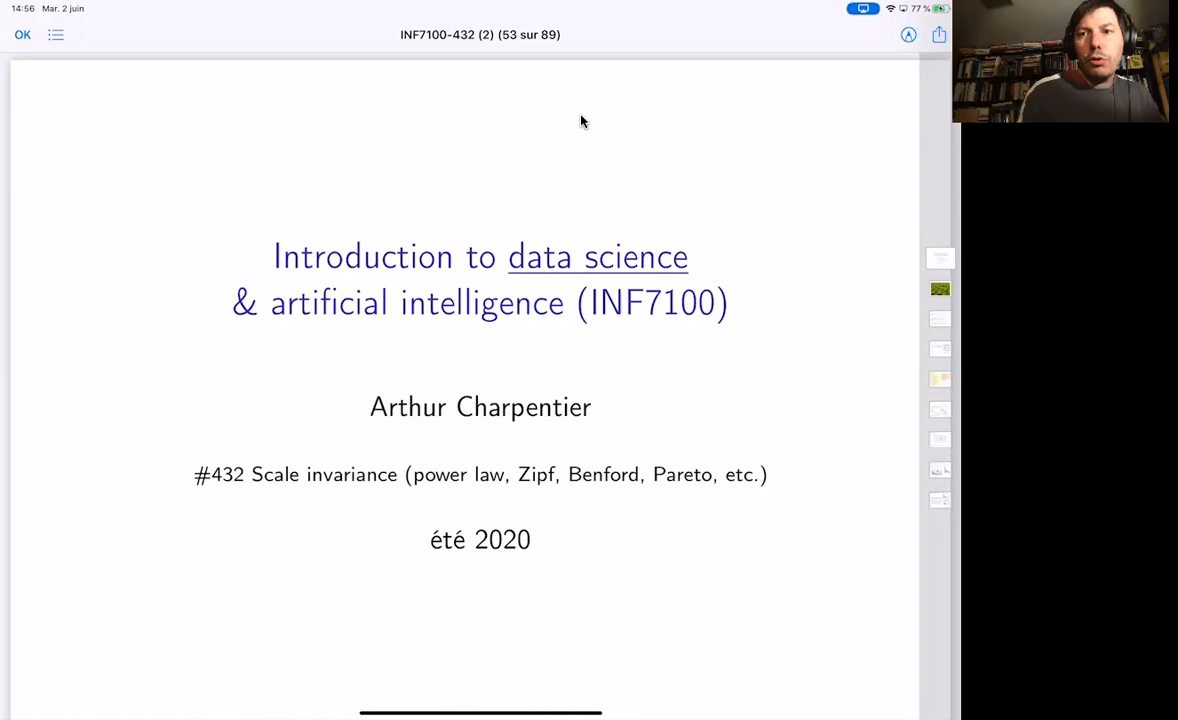 14:56 Mar. 2 juin
77 %
OK
INF7100-432 (2) (53 sur 89)
Introduction to data science
& artificial intelligence (INF7100)
Arthur Charpentier
#432 Scale invariance (power law, Zipf, Benford, Pareto, etc.)
été 2020